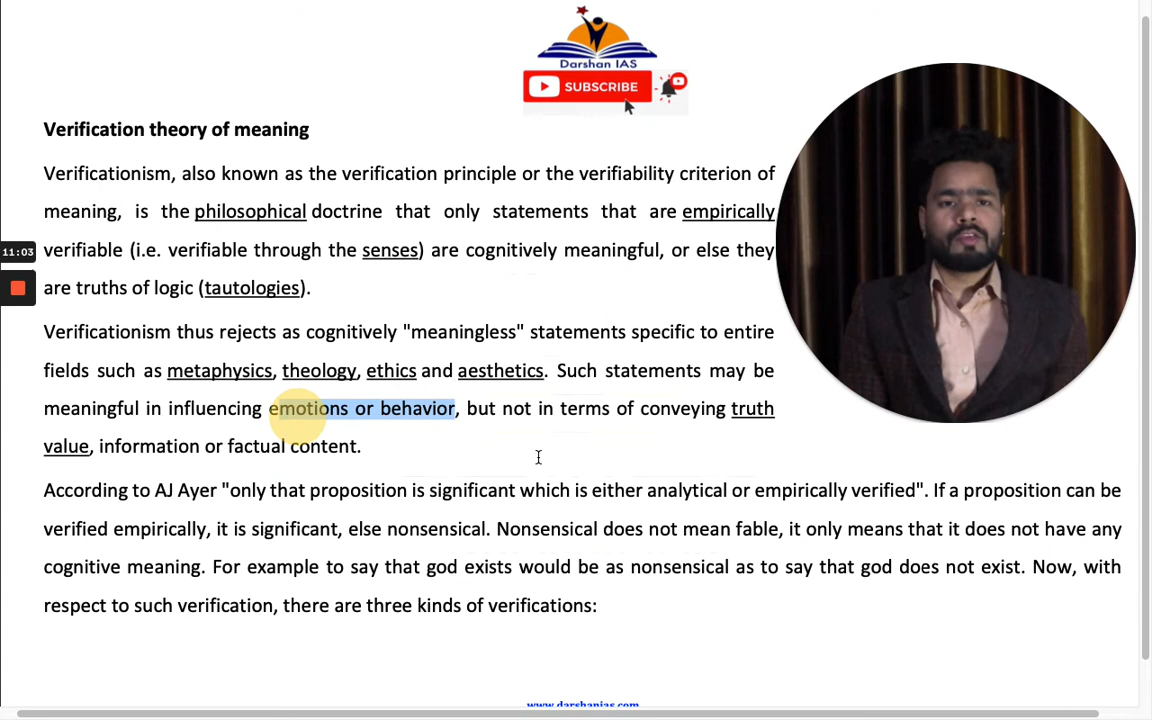 Darshan IAS
SUBSCRIBE
Verification theory of meaning
Verificationism, also known as the verification principle or the verifiability criterion of
meaning, is the philosophical doctrine that only statements that are empirically
11:03
verifiable (i.e. verifiable through the senses) are cognitively meaningful, or else they
are truths of logic (tautologies).
Verificationism thus rejects as cognitively "meaningless" statements specific to entire
fields such as metaphysics, theology, ethics and aesthetics. Such statements may be
meaningful in influencing emotions or behavior, but not in terms of conveying truth
value, information or factual content.
According to AJ Ayer "only that proposition is significant which is either analytical or empirically verified". If a proposition can be
verified empirically, it is significant, else nonsensical. Nonsensical does not mean fable, it only means that it does not have any
cognitive meaning. For example to say that god exists would be as nonsensical as to say that god does not exist. Now, with
respect to such verification, there are three kinds of verifications:
www.darshanias.com